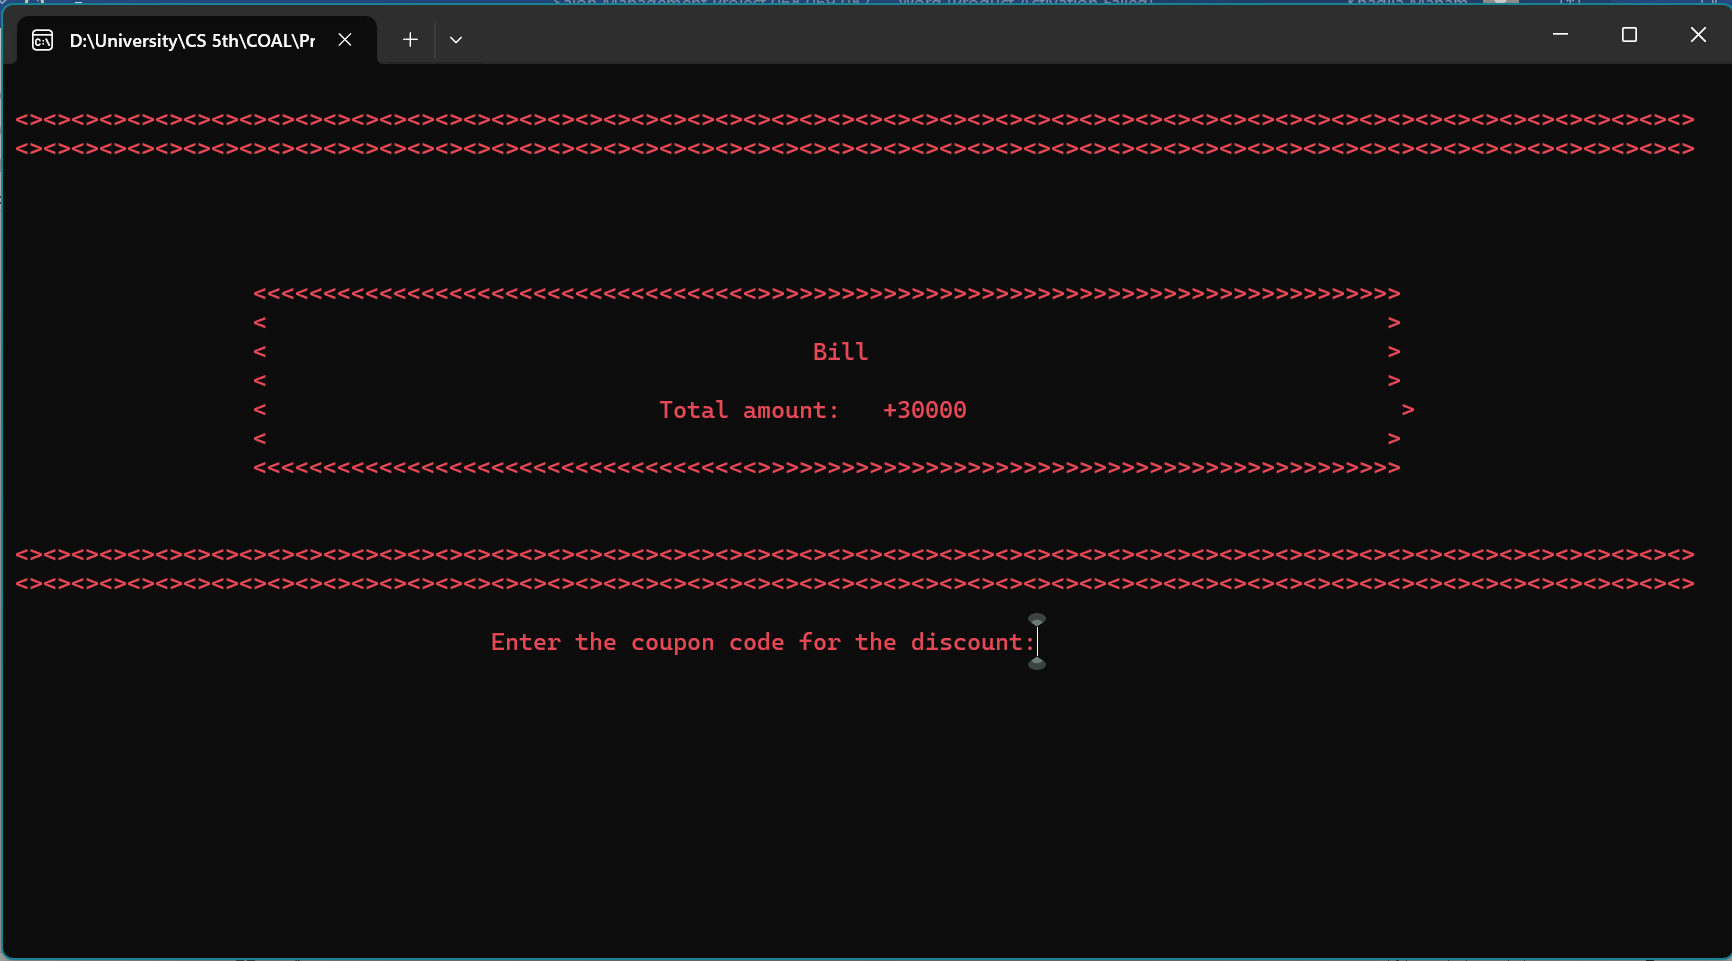 D:\University\CS 5th\COAL\Pr
<><><><><><><><><><><><><><><><><><><><><><><><><><><><><><><><><><><><><><><><><><><><><><><><><><><><><><><><><><><><>
<><><><><><><><><><><><><><><><><><><><><><><><><><><><><><><><><><><><><><><><><><><><><><><><><><><><><><><><><><><><>
<<<<<<<<<<<<<<<<<<<<<<<<<<<<<<<<<<<<>>>>>>>>>>>>>>>>>>>>>>>>>>>>>>>>>>>>>>>>>>>>>>
< >
< Bill >
< >
< Total amount: +30000 >
< >
<<<<<<<<<<<<<<<<<<<<<<<<<<<<<<<<<<<<>>>>>>>>>>>>>>>>>>>>>>>>>>>>>>>>>>>>>>>>>>>>>>
<><><><><><><><><><><><><><><><><><><><><><><><><><><><><><><><><><><><><><><><><><><><><><><><><><><><><><><><><><><><>
<><><><><><><><><><><><><><><><><><><><><><><><><><><><><><><><><><><><><><><><><><><><><><><><><><><><><><><><><><><><>
Enter the coupon code for the discount: